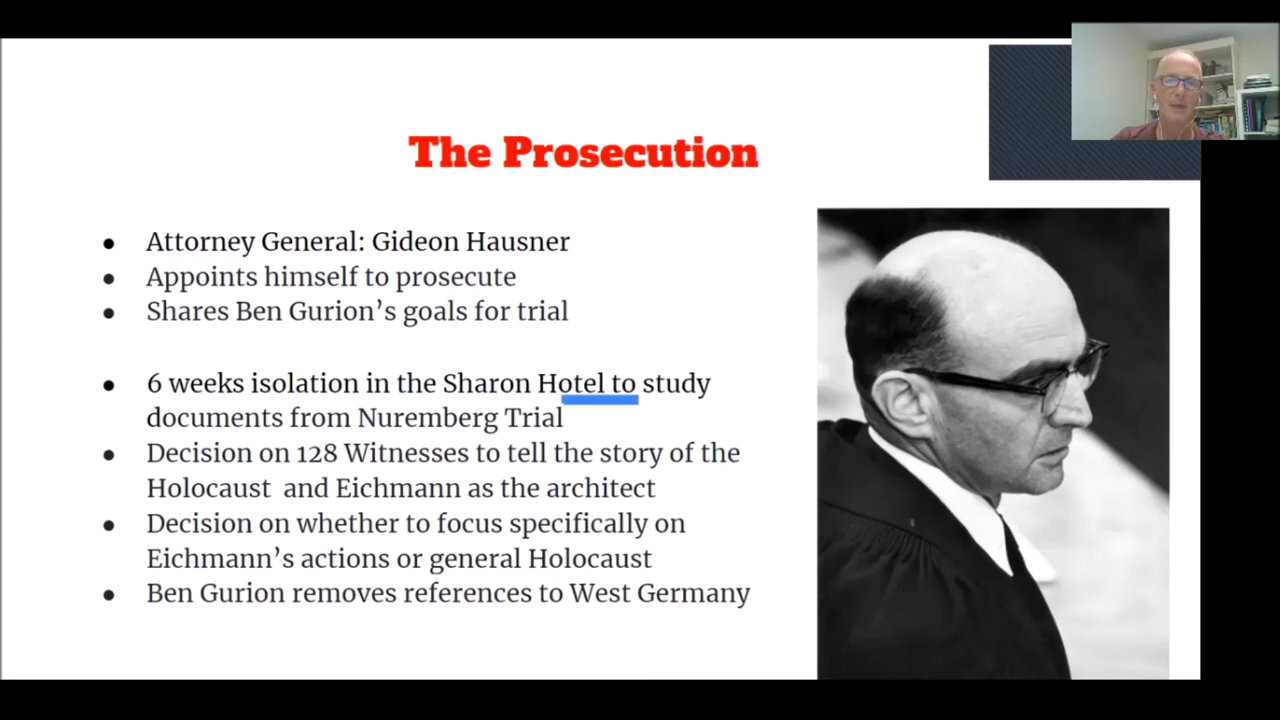 The Prosecution
● Attorney General: Gideon Hausner
● Appoints himself to prosecute
● Shares Ben Gurion’s goals for trial
● 6 weeks isolation in the Sharon Hotel to study
documents from Nuremberg Trial
● Decision on 128 Witnesses to tell the story of the
Holocaust and Eichmann as the architect
● Decision on whether to focus specifically on
Eichmann’s actions or general Holocaust
● Ben Gurion removes references to West Germany